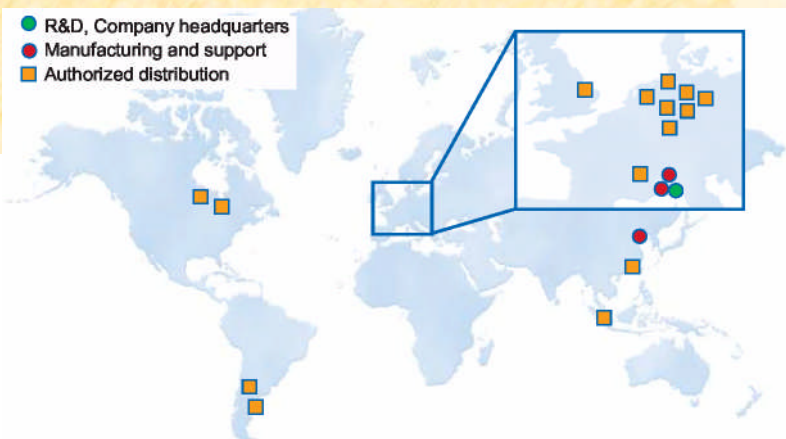 R&D, Company headquarters
Manufacturing and support
Authorized distribution